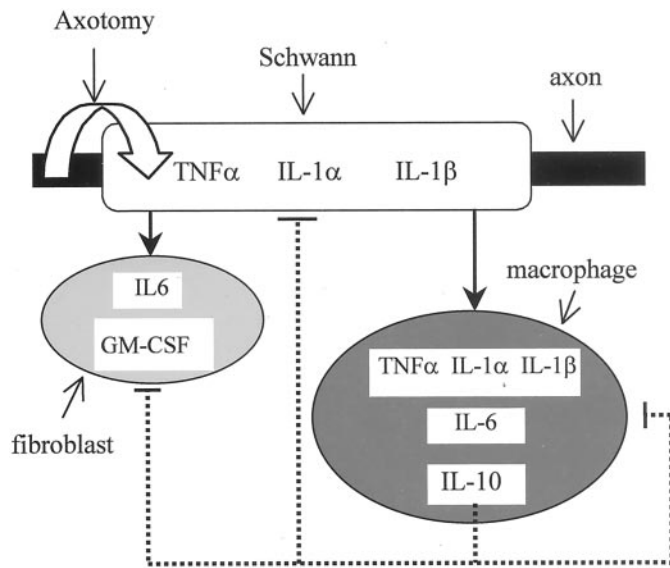 Axotomy
Schwann
axon
TNFα IL-1α IL-1β
IL6
GM-CSF
fibroblast
macrophage
TNFα IL-1α IL-1β
IL-6
IL-10